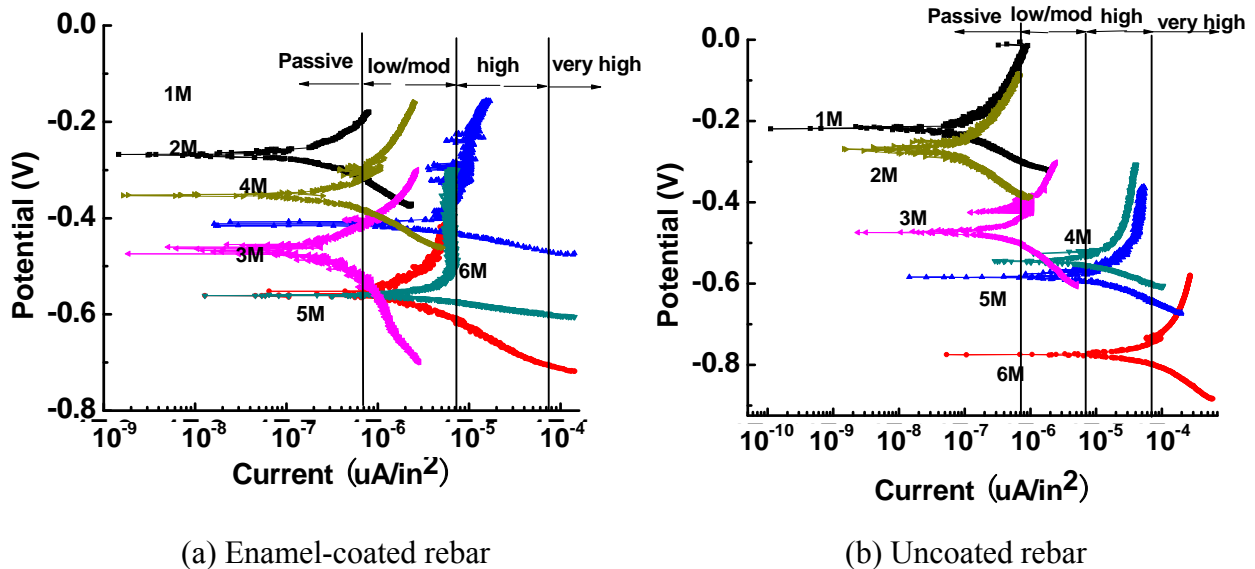 0.0
-0.2
-0.4
-0.6
-0.8
Potential (V)
Passive
low/mod
high
very high
1M
2M
4M
3M
5M
6M
10⁻⁹
10⁻⁸
10⁻⁷
10⁻⁶
10⁻⁵
10⁻⁴
Current (uA/in²)
(a) Enamel-coated rebar
0.0
-0.2
-0.4
-0.6
-0.8
Potential (V)
Passive
low/mod
high
very high
1M
2M
3M
4M
5M
6M
10⁻¹⁰
10⁻⁹
10⁻⁸
10⁻⁷
10⁻⁶
10⁻⁵
10⁻⁴
Current (uA/in²)
(b) Uncoated rebar